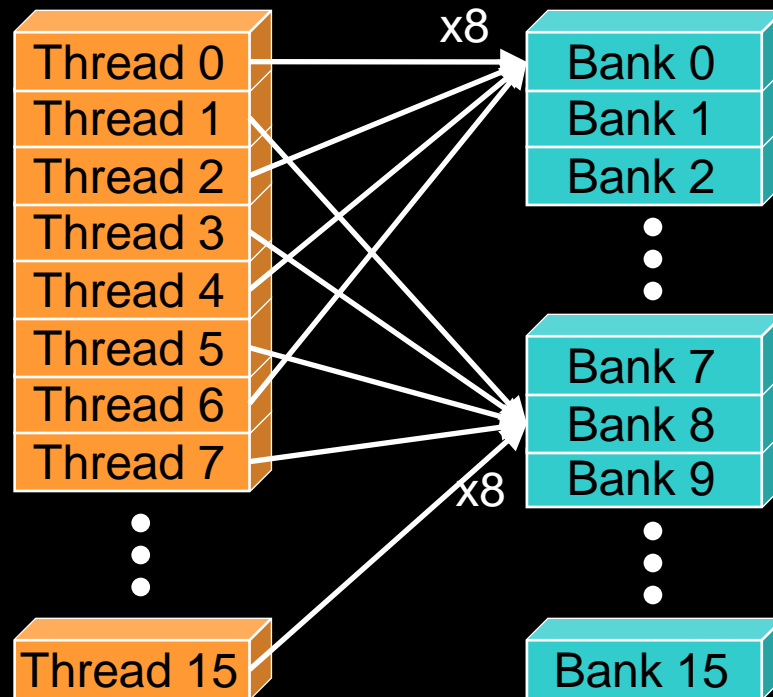 x8
Thread 0
Thread 1
Thread 2
Thread 3
Thread 4
Thread 5
Thread 6
Thread 7
Thread 15
Bank 0
Bank 1
Bank 2
Bank 7
Bank 8
Bank 9
x8
Bank 15